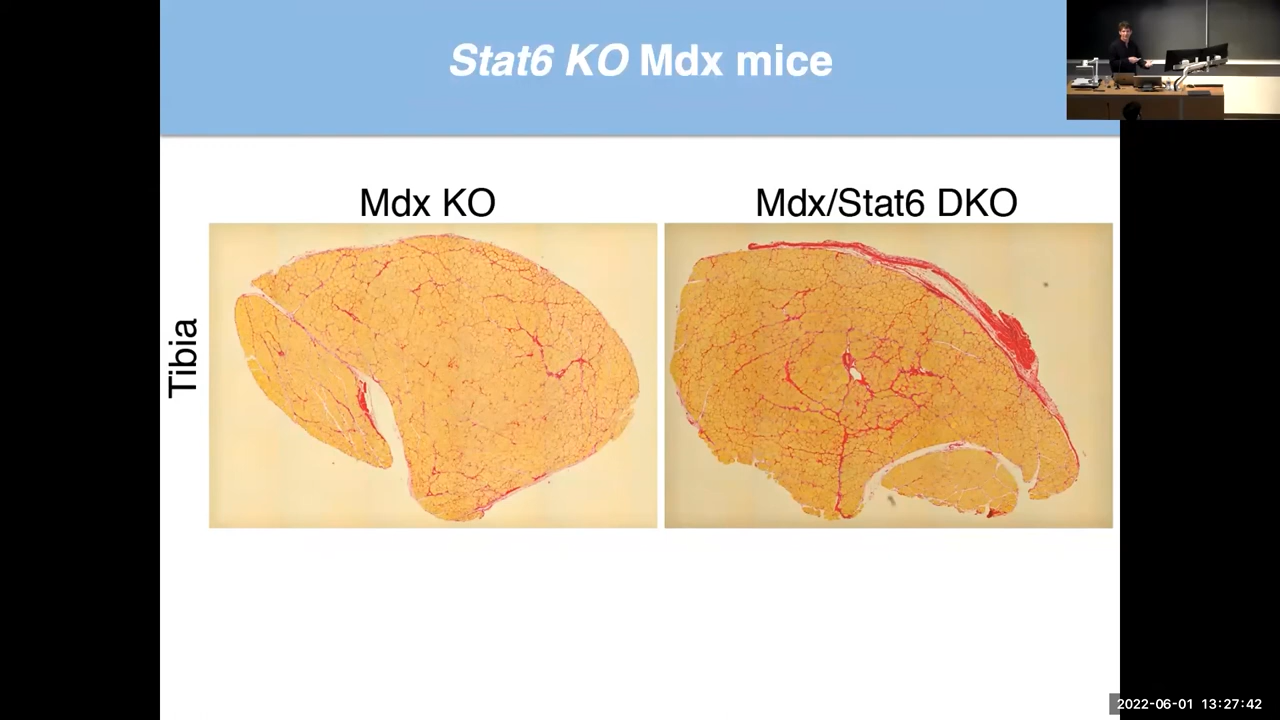 Stat6 KO Mdx mice
Mdx KO
Mdx/Stat6 DKO
Tibia
2022-06-01 13:27:42